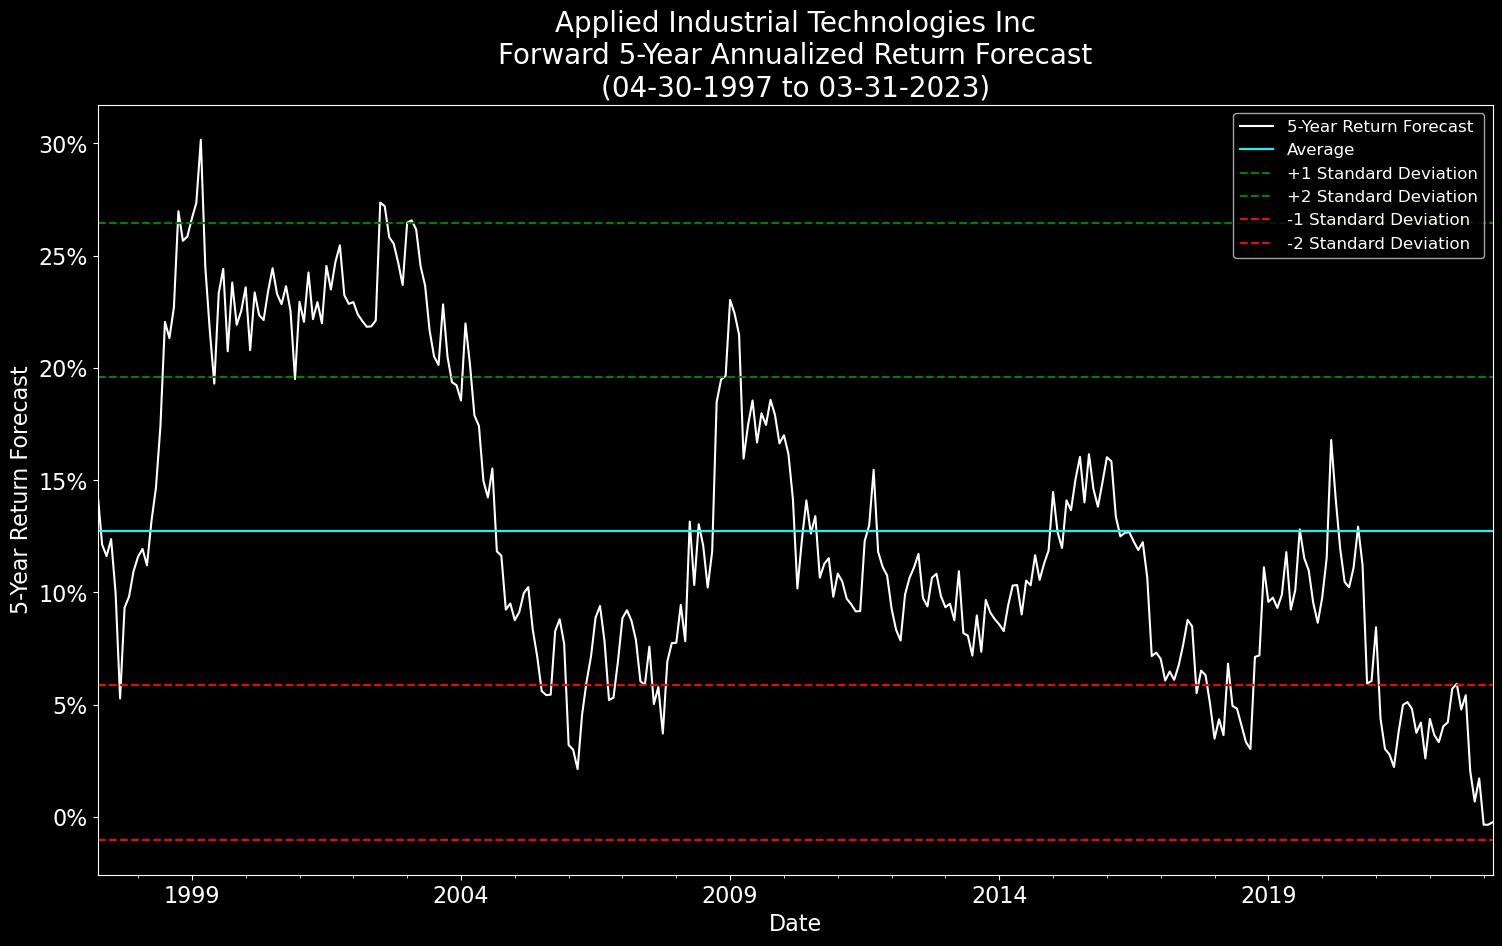 Applied Industrial Technologies Inc
Forward 5-Year Annualized Return Forecast
(04-30-1997 to 03-31-2023)
5-Year Return Forecast
Average
+1 Standard Deviation
+2 Standard Deviation
-1 Standard Deviation
-2 Standard Deviation
5-Year Return Forecast
30%
25%
20%
15%
10%
5%
0%
1999
2004
2009
2014
2019
Date